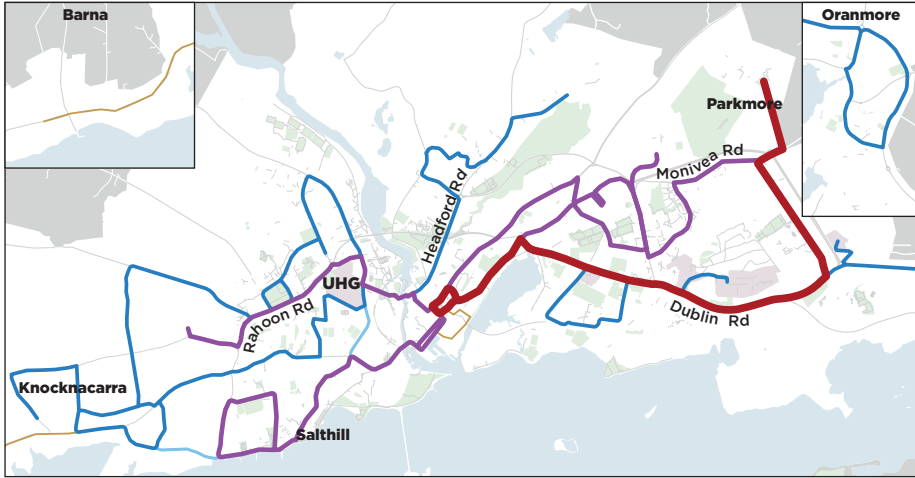 Barna
Oranmore
Parkmore
Monivea Rd
Headford Rd
UHG
Rahoon Rd
Dublin Rd
Knocknacarra
Salthill